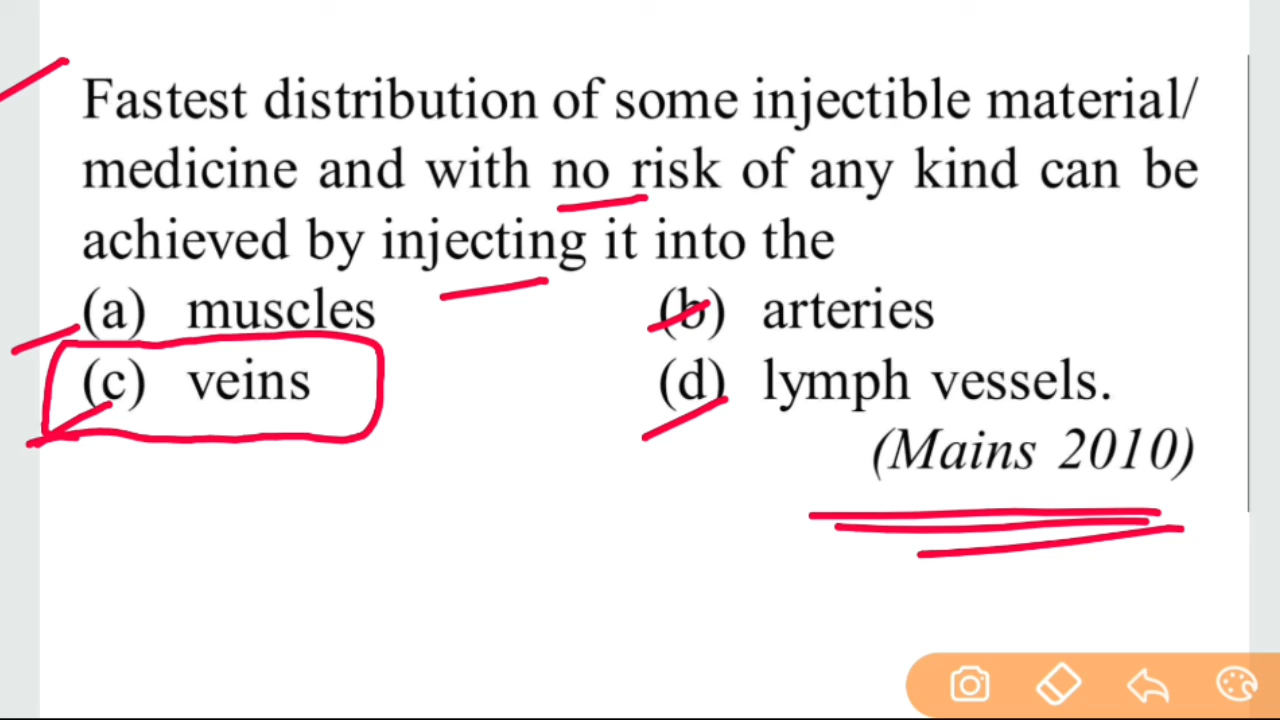 Fastest distribution of some injectible material/
medicine and with no risk of any kind can be
achieved by injecting it into the
(a) muscles (b) arteries
(c) veins (d) lymph vessels.
(Mains 2010)